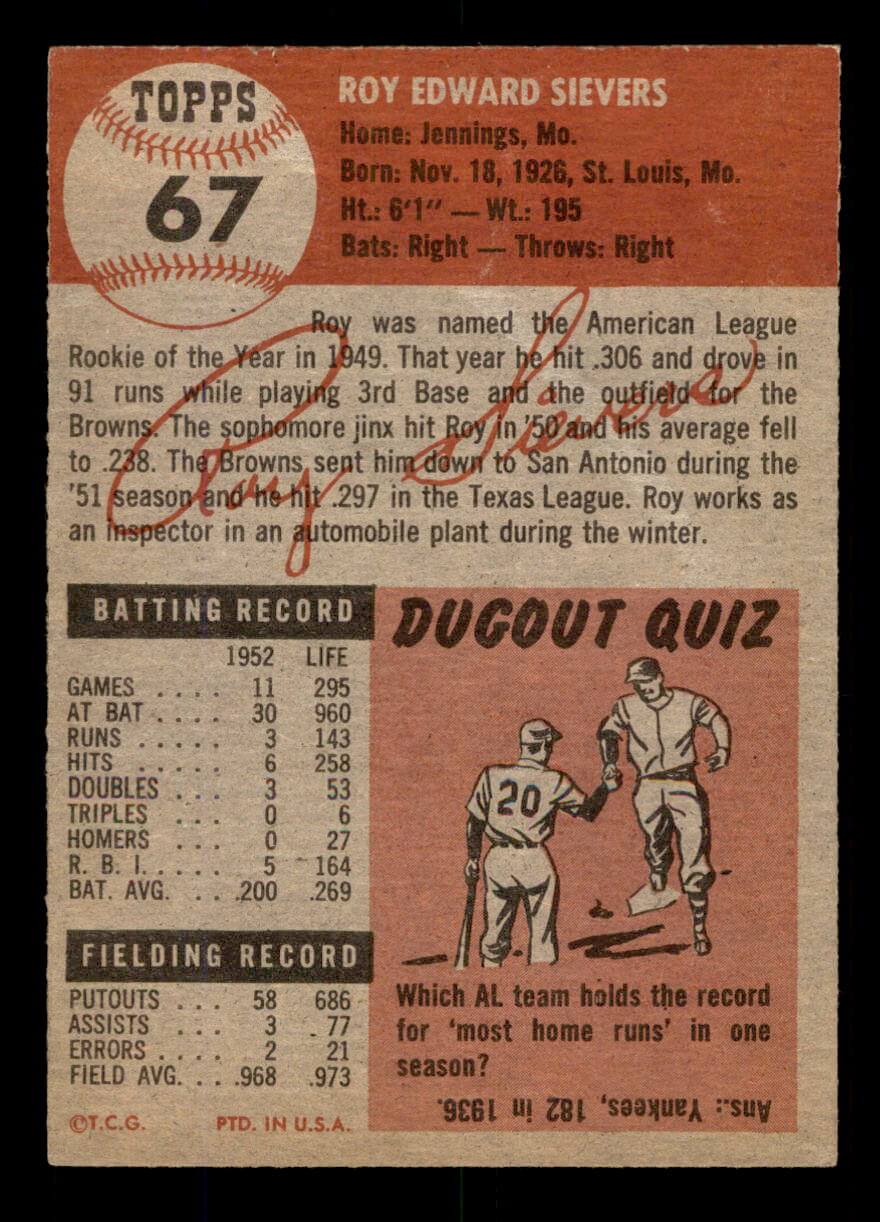 TOPPS
67
ROY EDWARD SIEVERS
Home: Jennings, Mo.
Born: Nov. 18, 1926, St. Louis, Mo.
Ht.: 6'1" — Wt.: 195
Bats: Right — Throws: Right
Roy was named the American League
Rookie of the Year in 1949. That year he hit .306 and drove in
91 runs while playing 3rd Base and the outfield for the
Browns. The sophomore jinx hit Roy in '50 and his average fell
to .238. The Browns sent him down to San Antonio during the
'51 season and he hit .297 in the Texas League. Roy works as
an inspector in an automobile plant during the winter.
Roy Sievers
BATTING RECORD
1952 LIFE
GAMES .... 11 295
AT BAT .... 30 960
RUNS ..... 3 143
HITS ..... 6 258
DOUBLES ... 3 53
TRIPLES ... 0 6
HOMERS ... 0 27
R. B. I. .... 5 164
BAT. AVG. .. .200 .269
FIELDING RECORD
PUTOUTS ... 58 686
ASSISTS ... 3 77
ERRORS .... 2 21
FIELD AVG. .. .968 .973
©T.C.G. PTD. IN U.S.A.
DUGOUT QUIZ
20
Which AL team holds the record
for 'most home runs' in one
season?
Ans.: Yankees, 182 in 1936.